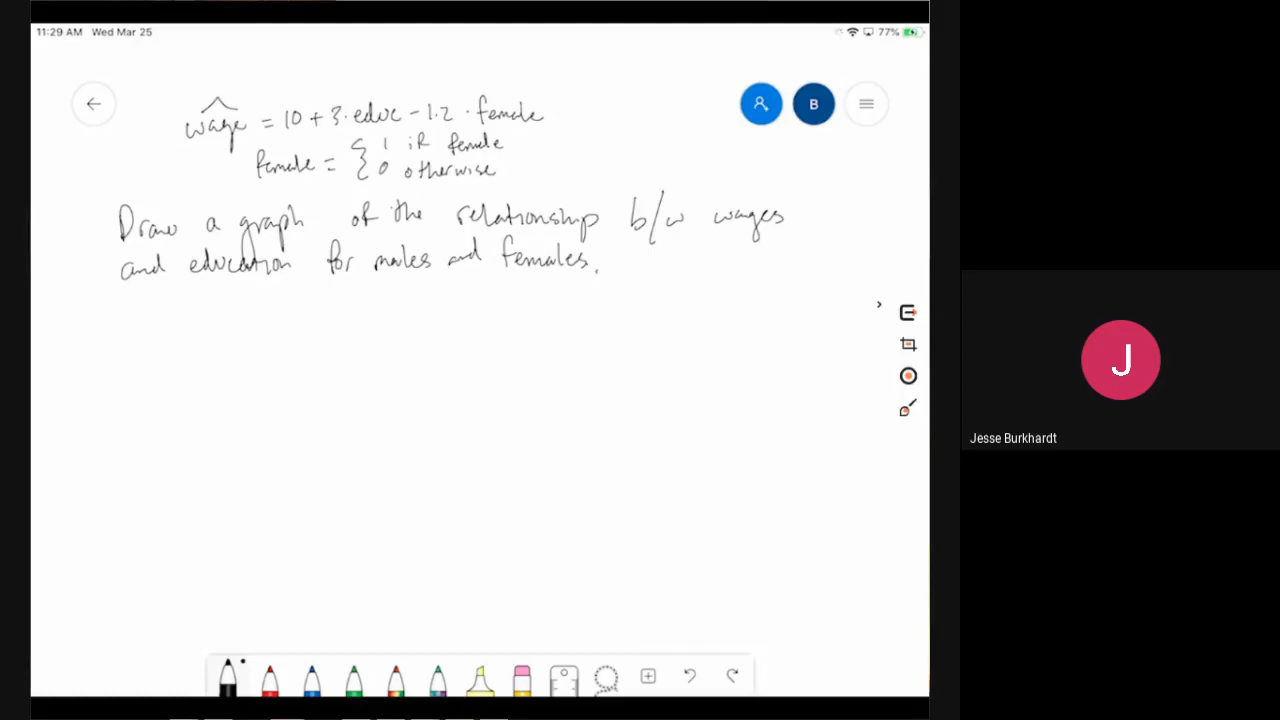 11:29 AM Wed Mar 25 77%
B
wage = 10 + 3·educ - 1.2 · female
female = { 1 if female
0 otherwise
Draw a graph of the relationship b/w wages
and education for males and females.
J
Jesse Burkhardt